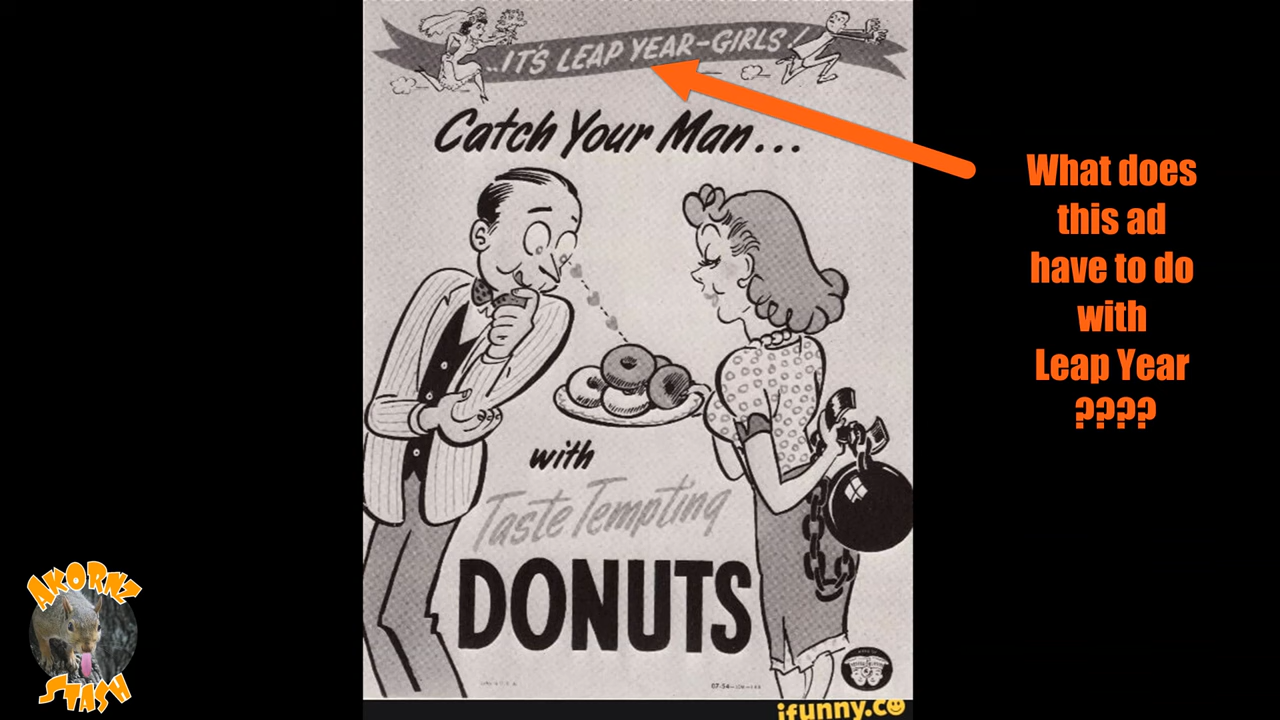 ...IT'S LEAP YEAR-GIRLS!
Catch Your Man...
with
Taste Tempting
DONUTS
What does
this ad
have to do
with
Leap Year
????
AKORNZ
STASH
ifunny.co